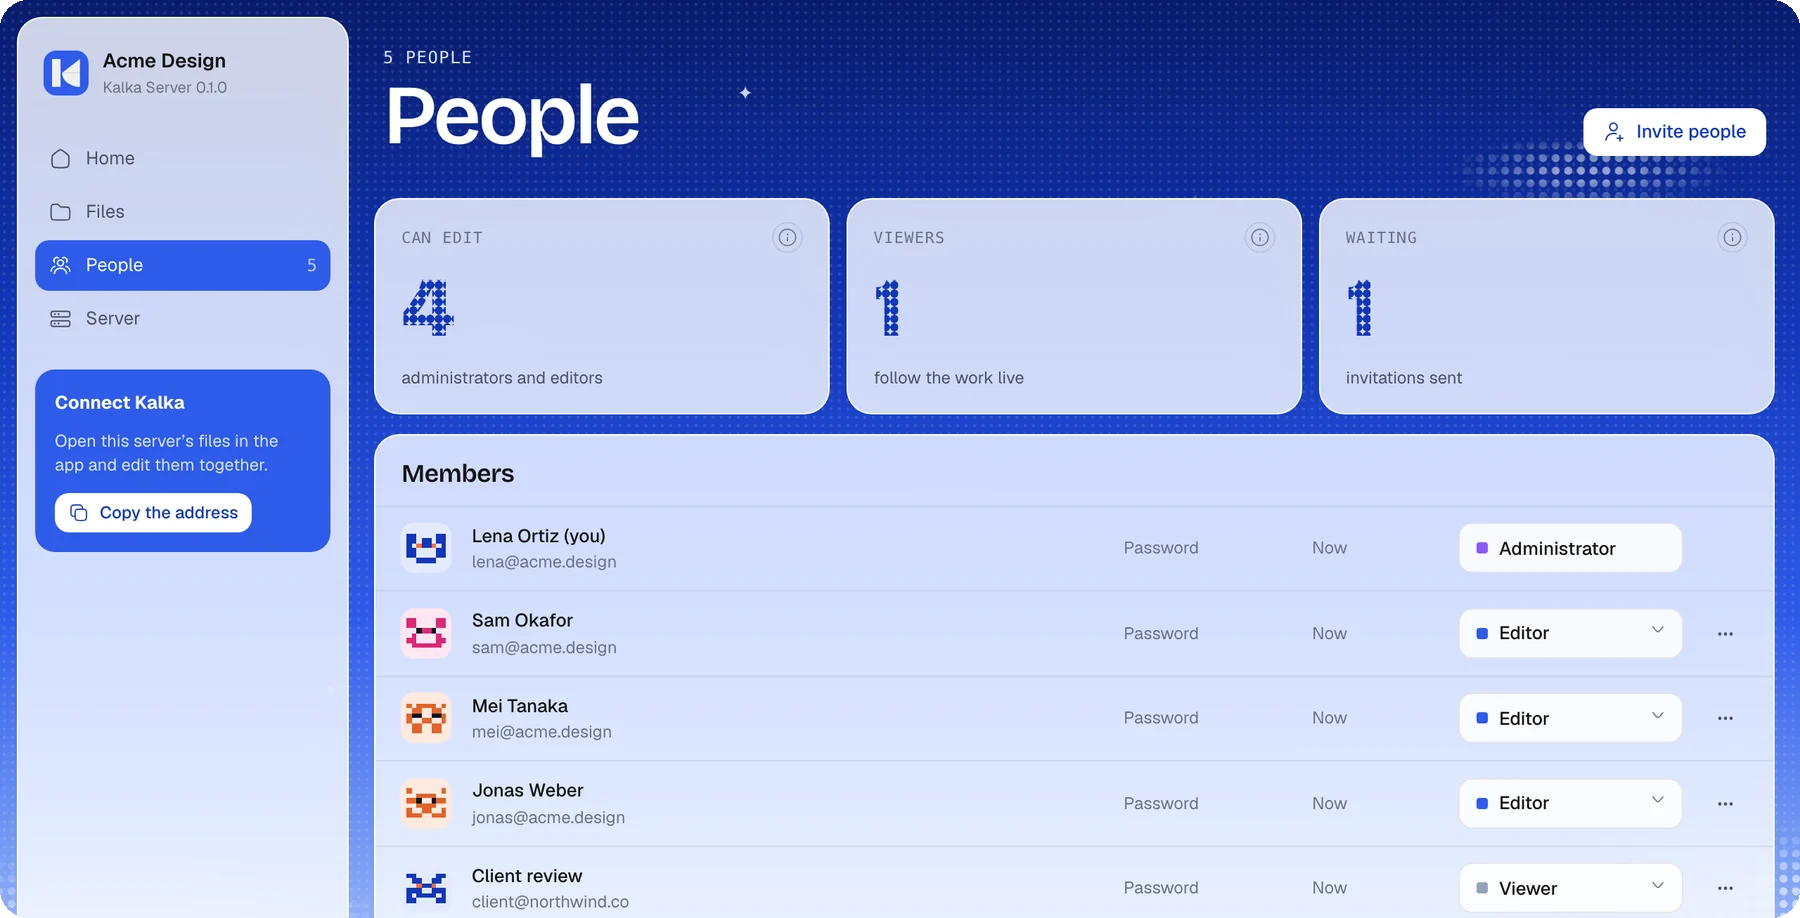 Acme Design
Kalka Server 0.1.0
Home
Files
People 5
Server
Connect Kalka
Open this server's files in the
app and edit them together.
Copy the address
5 PEOPLE
People
Invite people
CAN EDIT
4
administrators and editors
VIEWERS
1
follow the work live
WAITING
1
invitations sent
Members
Lena Ortiz (you)
lena@acme.design
Password
Now
Administrator
Sam Okafor
sam@acme.design
Password
Now
Editor
Mei Tanaka
mei@acme.design
Password
Now
Editor
Jonas Weber
jonas@acme.design
Password
Now
Editor
Client review
client@northwind.co
Password
Now
Viewer